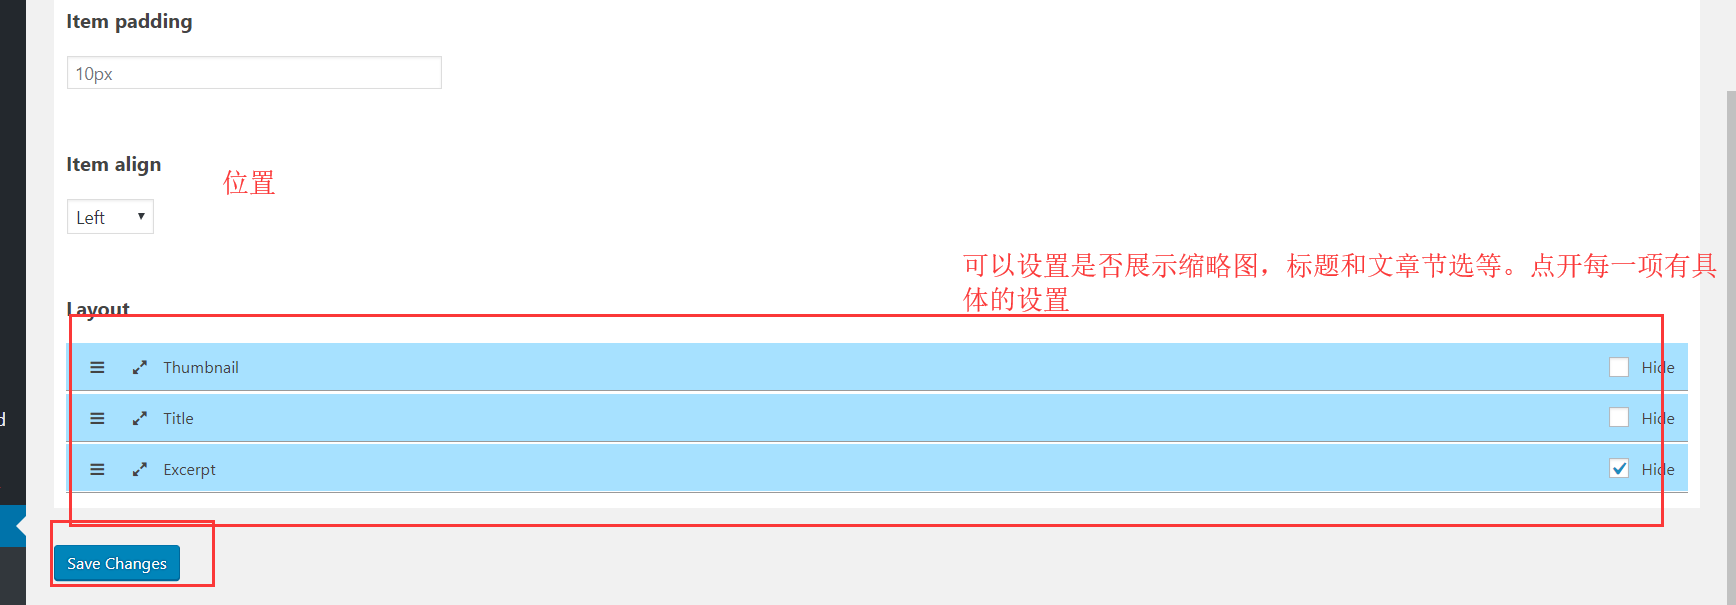 Item padding
10px
Item align
位置
Left
可以设置是否展示缩略图，标题和文章节选等。点开每一项有具
体的设置
Layout
Thumbnail Hide
Title Hide
d
Excerpt Hide
Save Changes